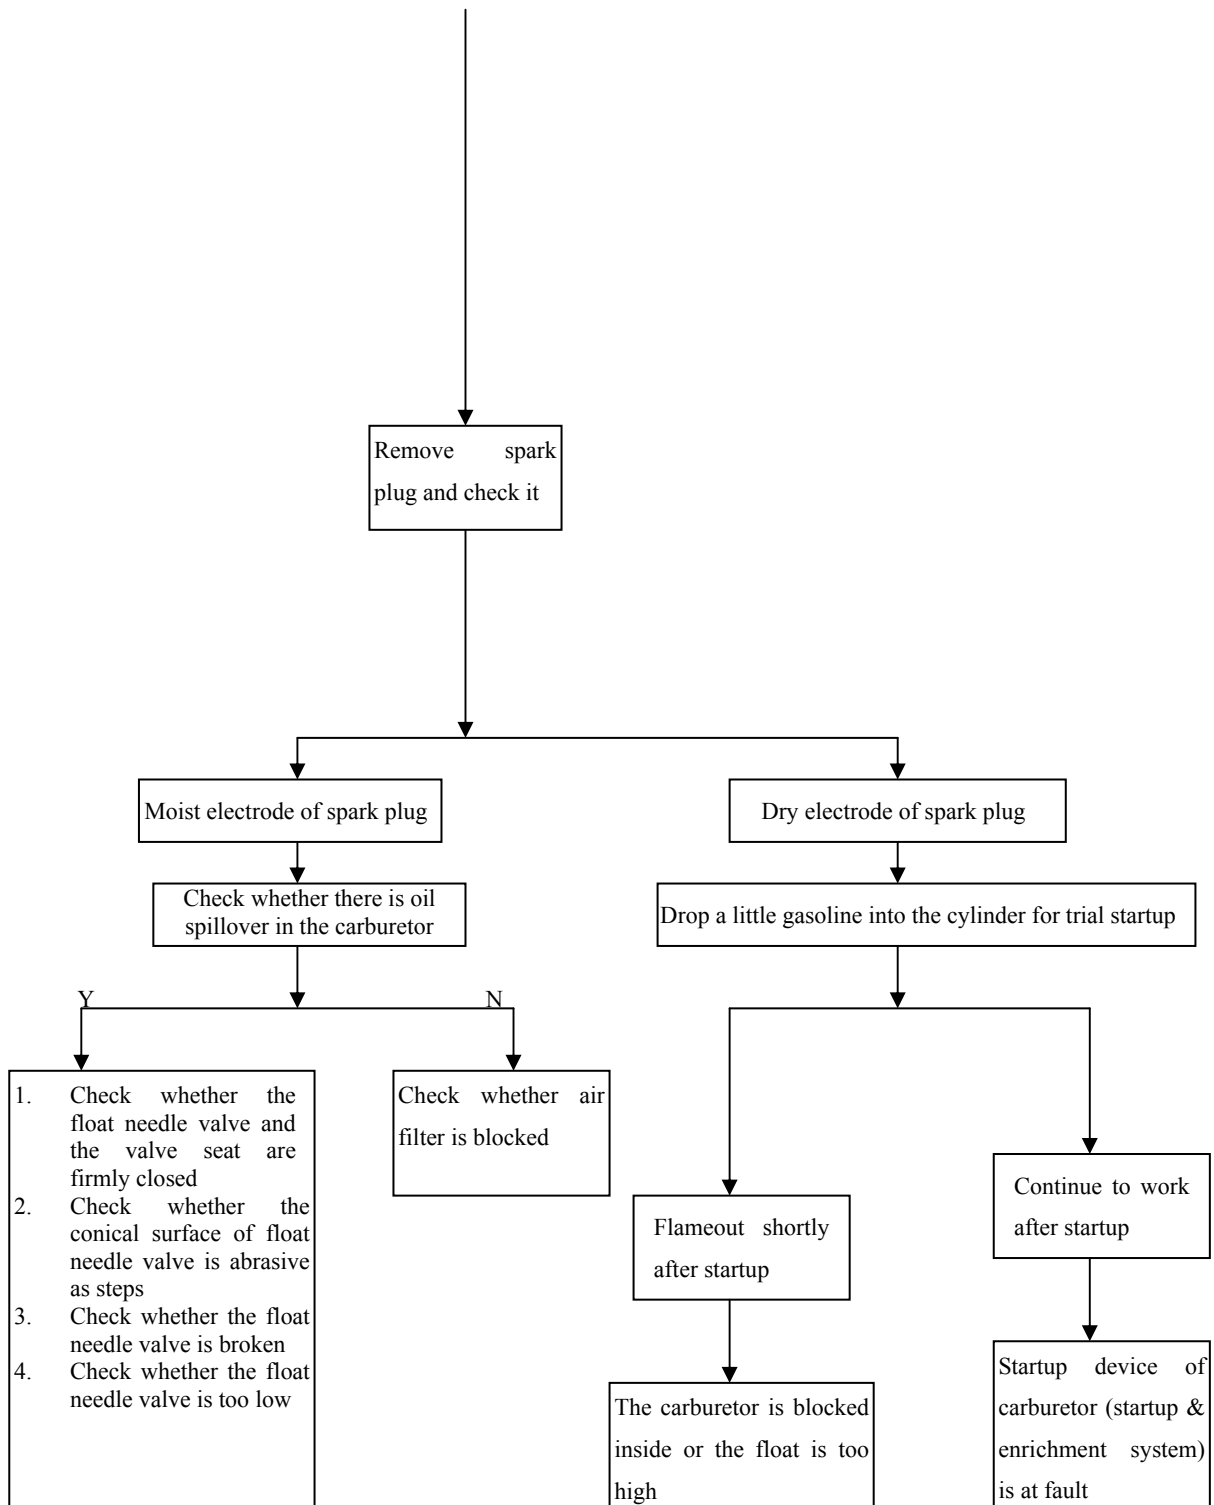 Remove spark
plug and check it
Moist electrode of spark plug
Dry electrode of spark plug
Check whether there is oil
spillover in the carburetor
Drop a little gasoline into the cylinder for trial startup
Y
N
1. Check whether the
float needle valve and
the valve seat are
firmly closed
2. Check whether the
conical surface of float
needle valve is abrasive
as steps
3. Check whether the float
needle valve is broken
4. Check whether the float
needle valve is too low
Check whether air
filter is blocked
Flameout shortly
after startup
Continue to work
after startup
The carburetor is blocked
inside or the float is too
high
Startup device of
carburetor (startup &
enrichment system)
is at fault